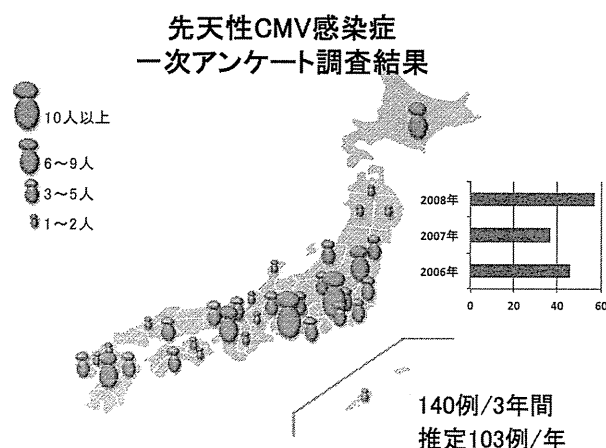 先天性CMV感染症
一次アンケート調査結果
10人以上
6～9人
3～5人
1～2人
2008年
2007年
2006年
0 20 40 60
140例/3年間
推定103例/年